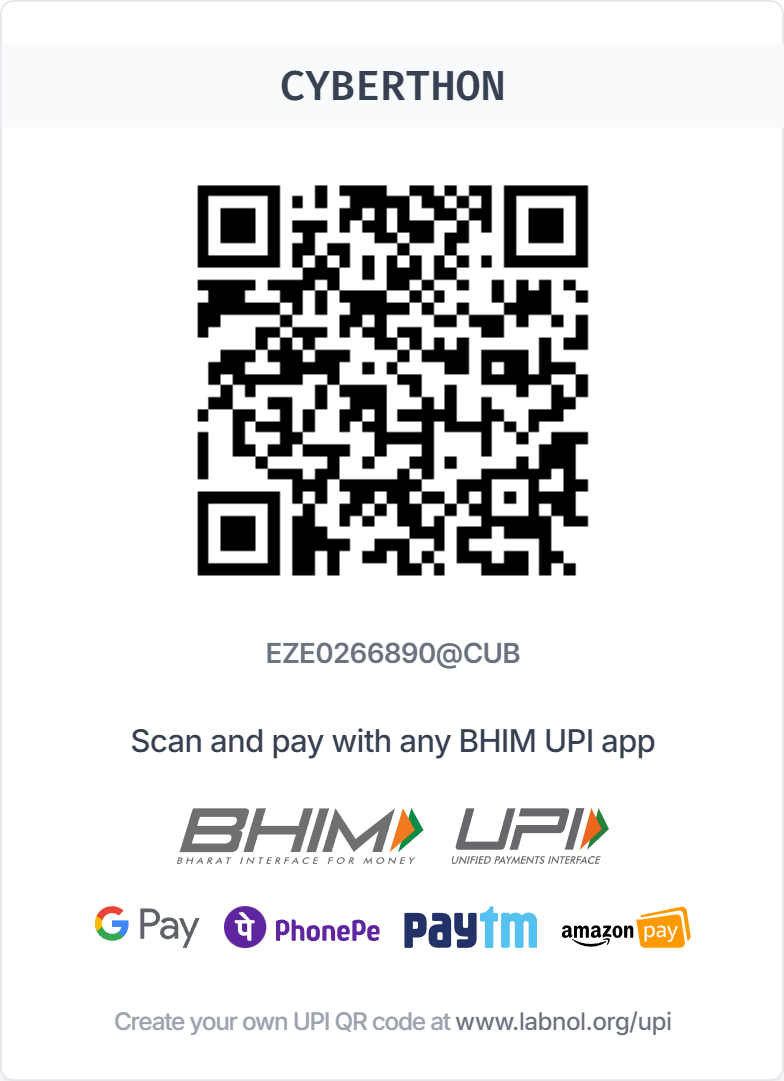 CYBERTHON
EZE0266890@CUB
Scan and pay with any BHIM UPI app
BHIM UPI
BHARAT INTERFACE FOR MONEY UNIFIED PAYMENTS INTERFACE
G Pay पे PhonePe paytm amazon pay
Create your own UPI QR code at www.labnol.org/upi